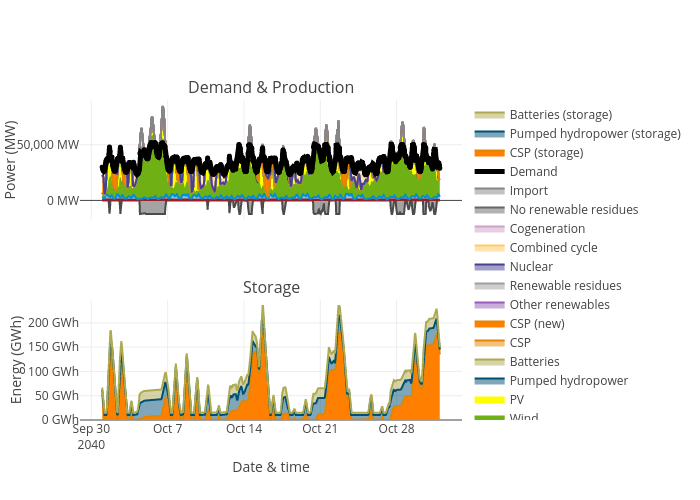 Demand & Production
Power (MW)
50,000 MW
0 MW
Storage
Energy (GWh)
200 GWh
150 GWh
100 GWh
50 GWh
0 GWh
Sep 30
2040
Oct 7
Oct 14
Oct 21
Oct 28
Date & time
Batteries (storage)
Pumped hydropower (storage)
CSP (storage)
Demand
Import
No renewable residues
Cogeneration
Combined cycle
Nuclear
Renewable residues
Other renewables
CSP (new)
CSP
Batteries
Pumped hydropower
PV
Wind